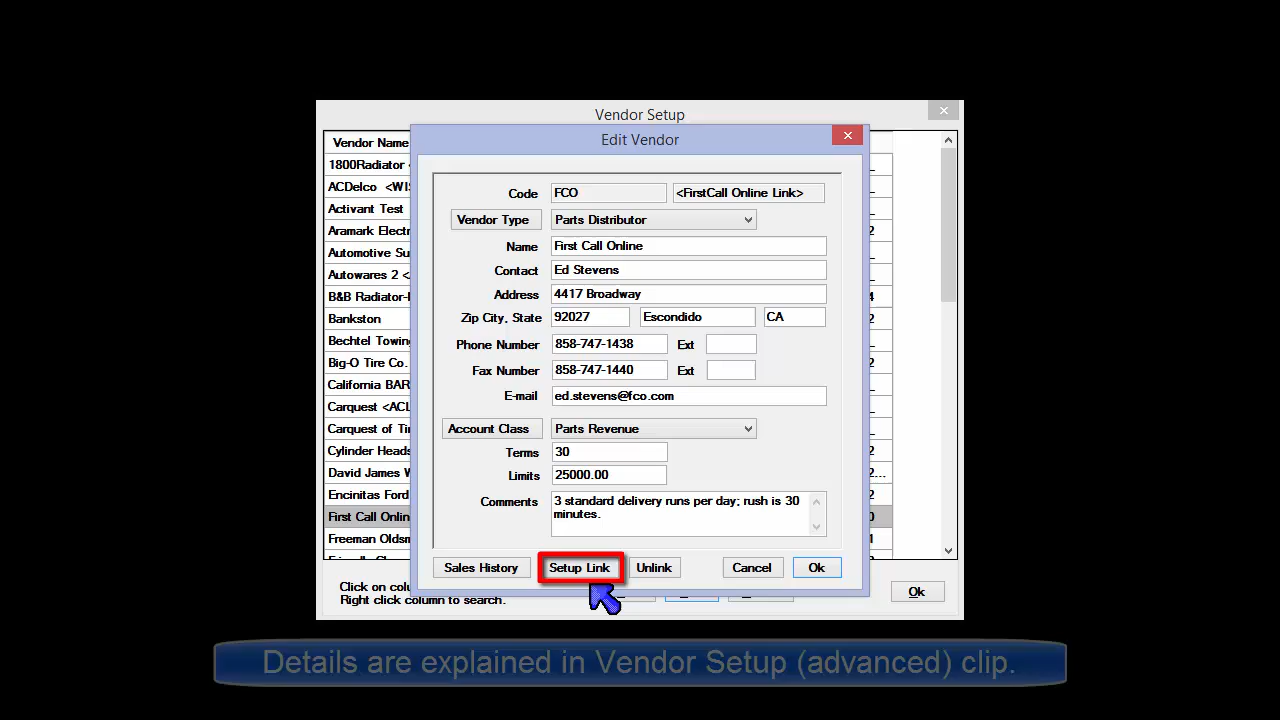 Vendor Setup
Edit Vendor
Vendor Name
1800Radiator <
ACDelco <WIS
Activant Test
Aramark Electr
Automotive Su
Autowares 2 <
B&B Radiator-
Bankston
Bechtel Towing
Big-O Tire Co.
California BAR
Carquest <ACL
Carquest of Tir
Cylinder Heads
David James W
Encinitas Ford
First Call Onlin
Freeman Oldsm
Code FCO <FirstCall Online Link>
Vendor Type Parts Distributor
Name First Call Online
Contact Ed Stevens
Address 4417 Broadway
Zip City, State 92027 Escondido CA
Phone Number 858-747-1438 Ext
Fax Number 858-747-1440 Ext
E-mail ed.stevens@fco.com
Account Class Parts Revenue
Terms 30
Limits 25000.00
Comments 3 standard delivery runs per day; rush is 30
minutes.
Sales History Setup Link Unlink Cancel Ok
Click on colu
Right click column to search.
Ok
Details are explained in Vendor Setup (advanced) clip.